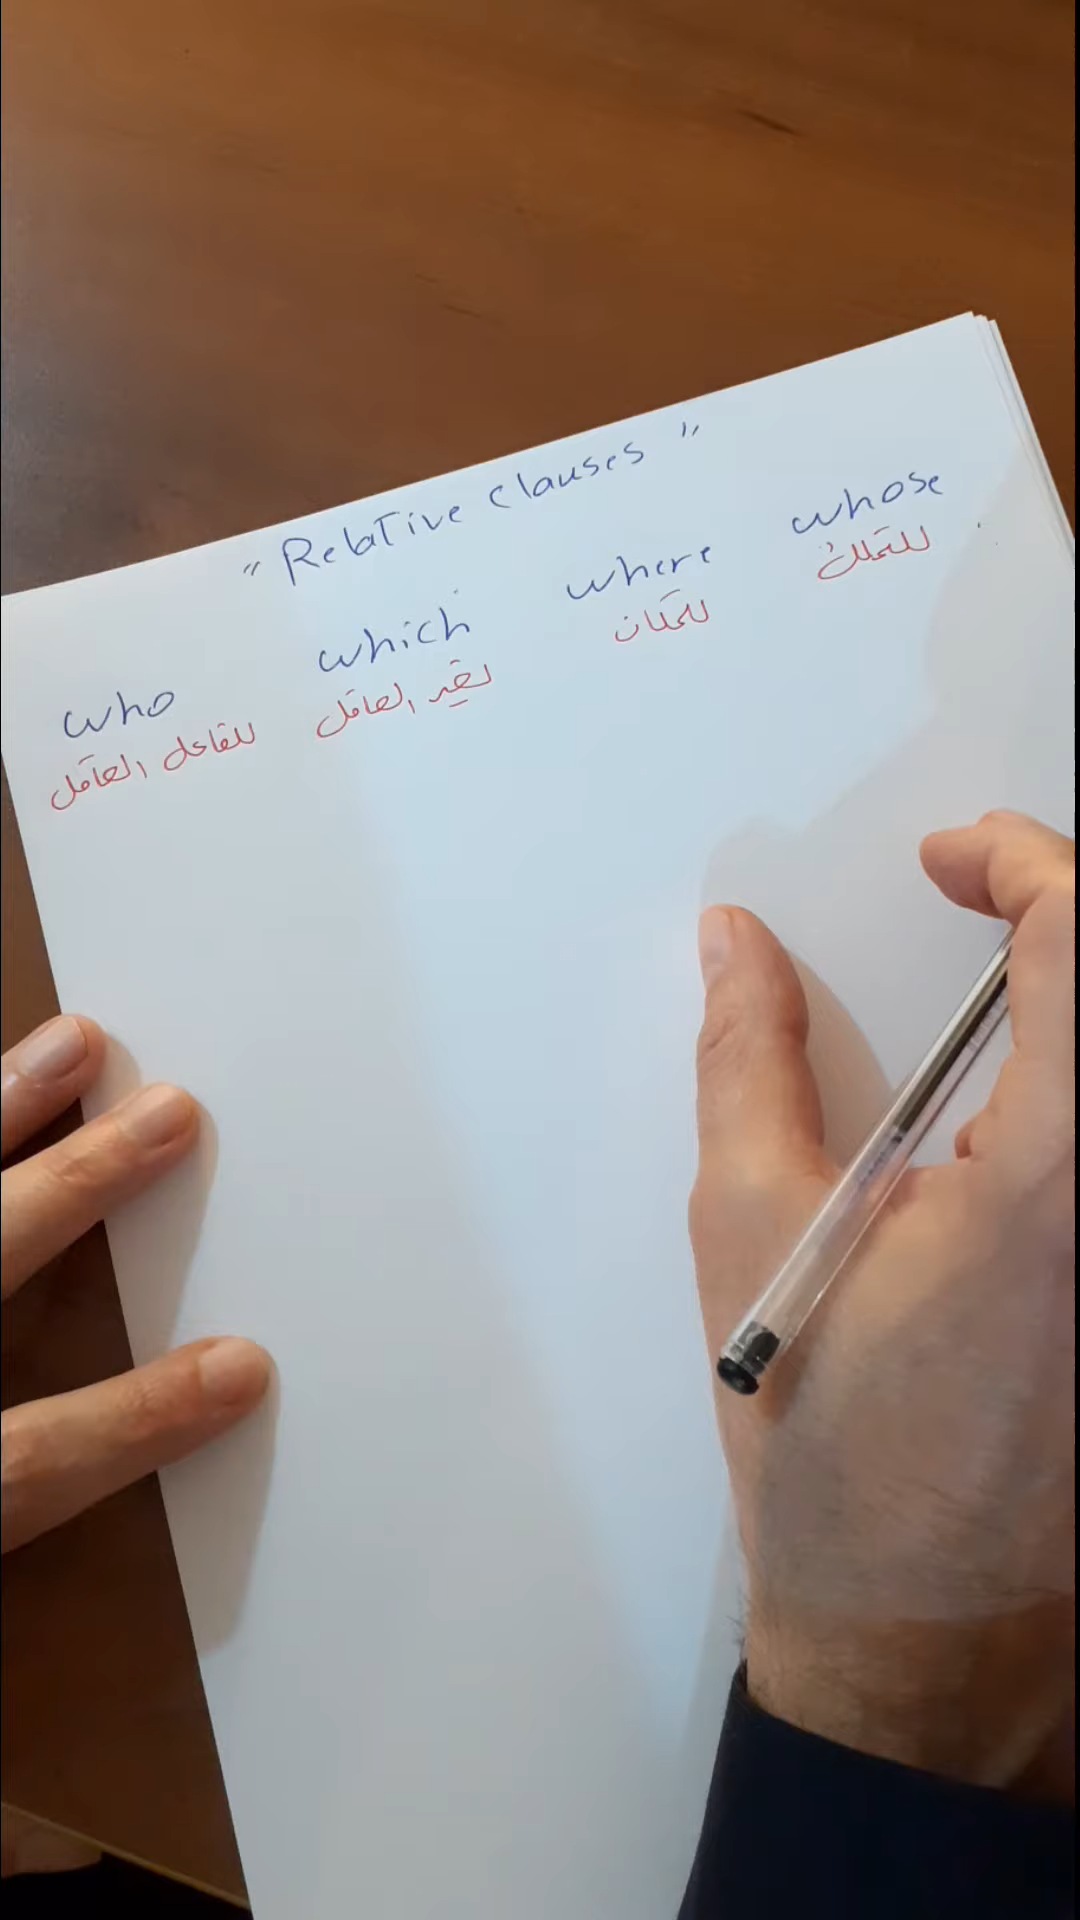 " Relative Clauses "
who which where whose
للفاعل العاقل لغير العاقل للمكان للتملك